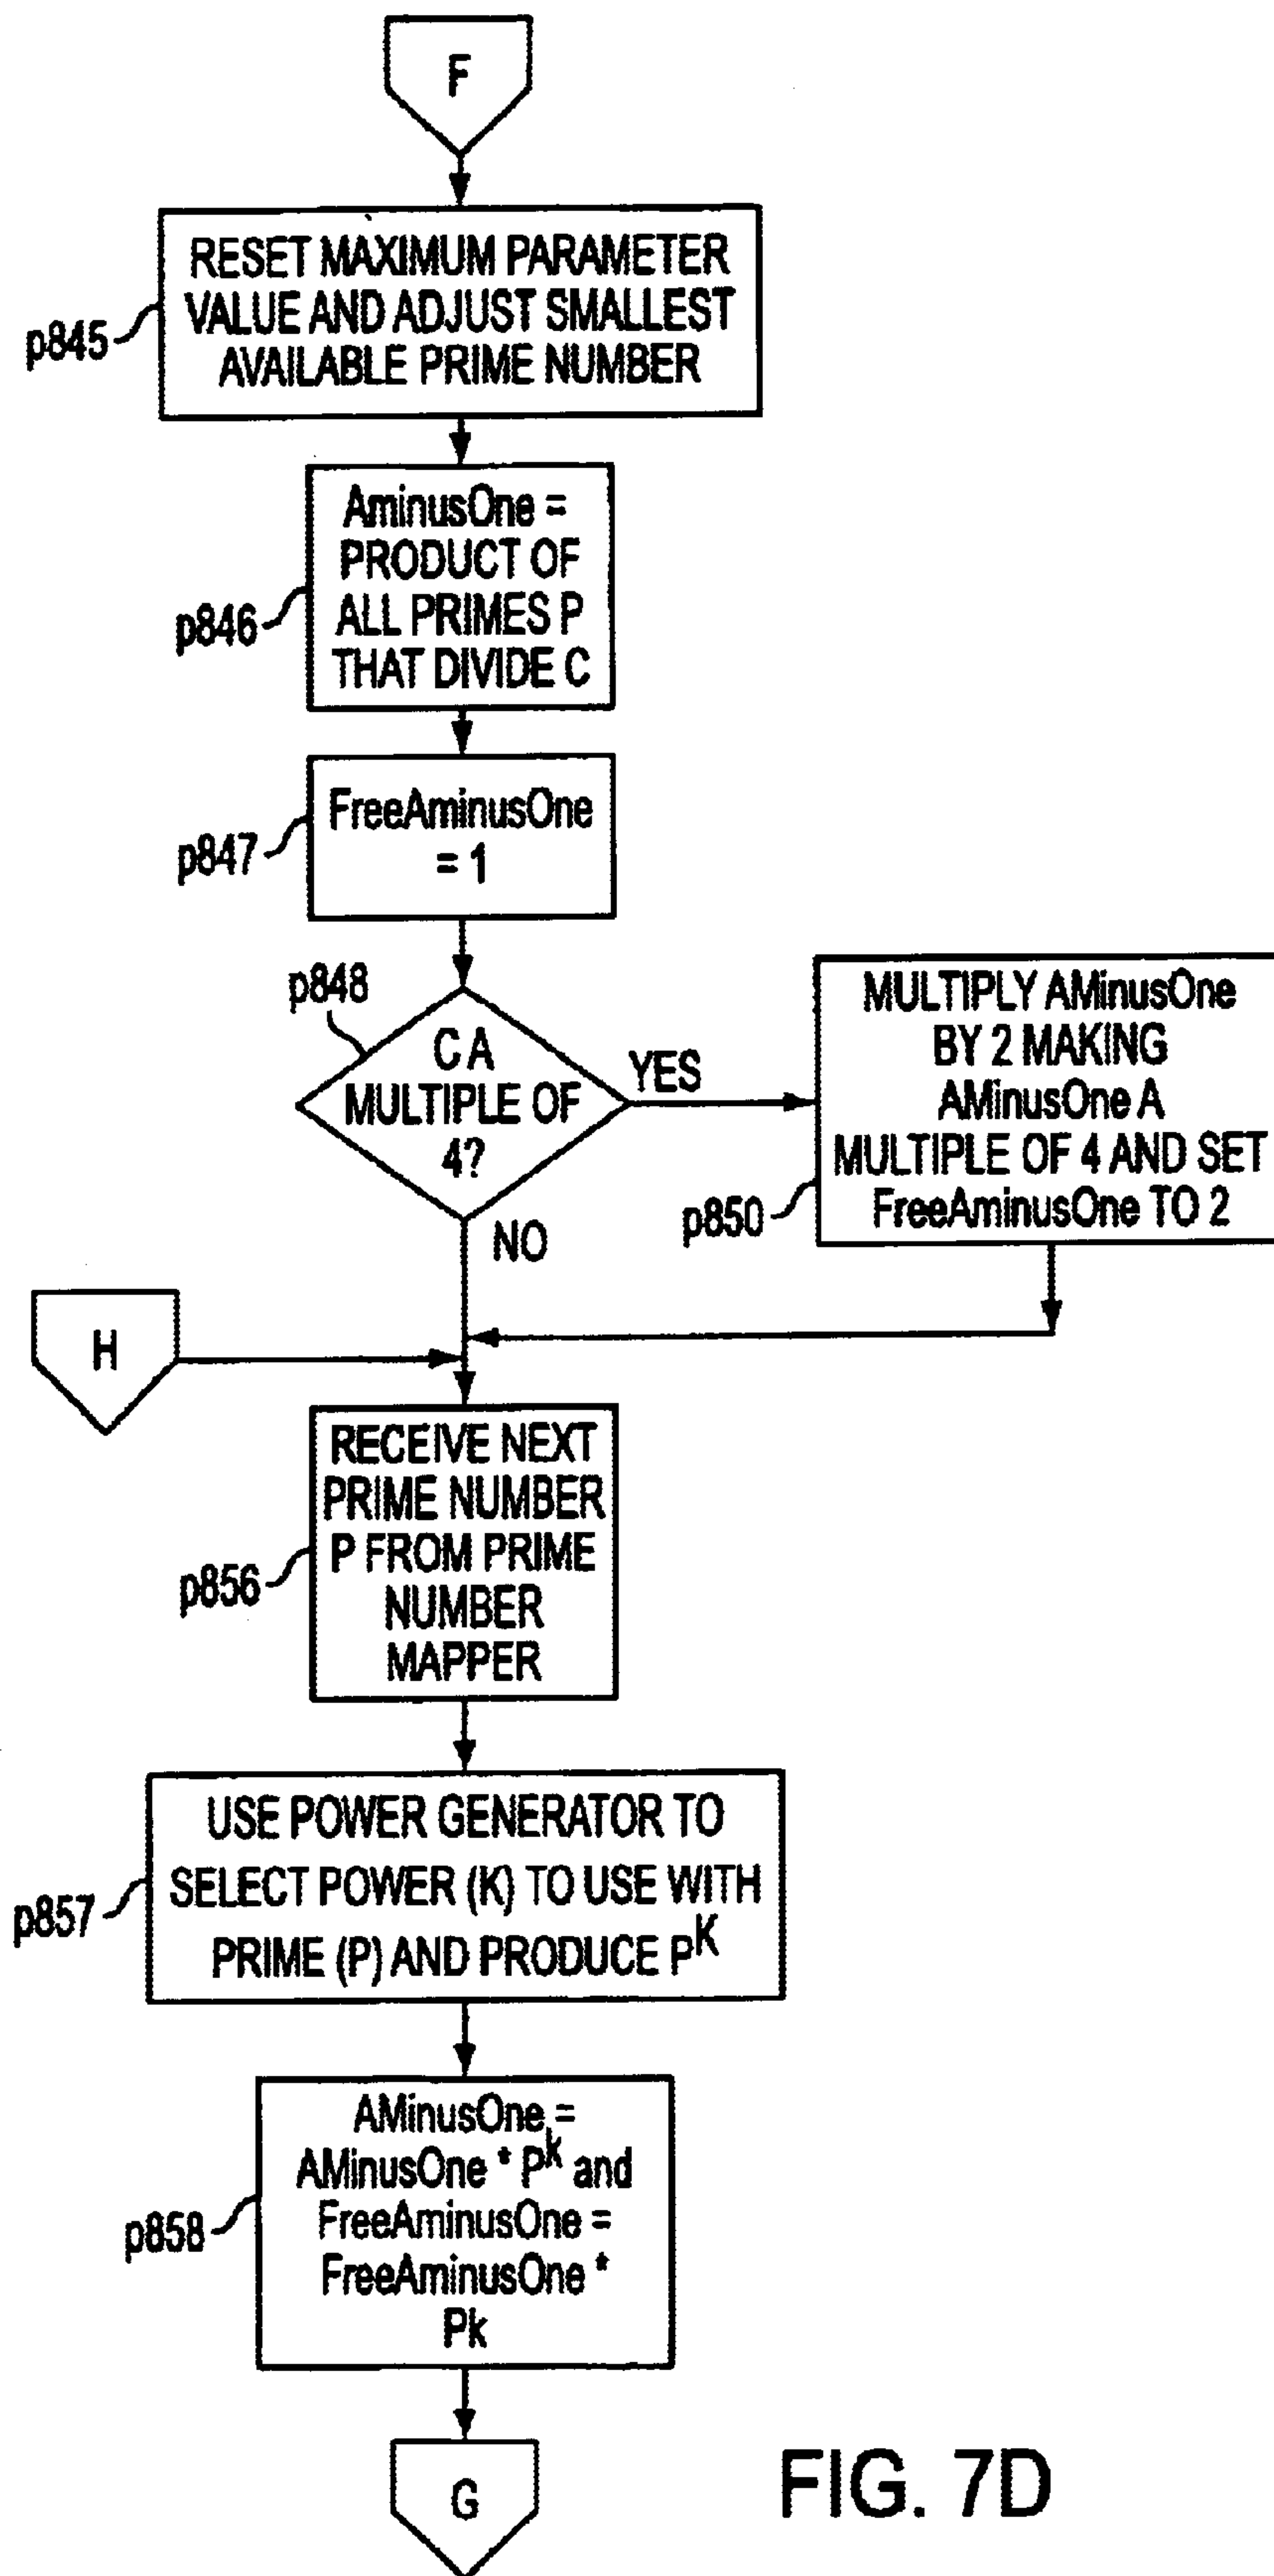 F
RESET MAXIMUM PARAMETER
VALUE AND ADJUST SMALLEST
AVAILABLE PRIME NUMBER
p845
AminusOne =
PRODUCT OF
ALL PRIMES P
THAT DIVIDE C
p846
FreeAminusOne
= 1
p847
p848
C A
MULTIPLE OF
4?
YES
NO
MULTIPLY AMinusOne
BY 2 MAKING
AMinusOne A
MULTIPLE OF 4 AND SET
FreeAminusOne TO 2
p850
H
RECEIVE NEXT
PRIME NUMBER
P FROM PRIME
NUMBER
MAPPER
p856
USE POWER GENERATOR TO
SELECT POWER (K) TO USE WITH
PRIME (P) AND PRODUCE P^K
p857
AMinusOne =
AMinusOne * P^k and
FreeAminusOne =
FreeAminusOne *
Pk
p858
G
FIG. 7D